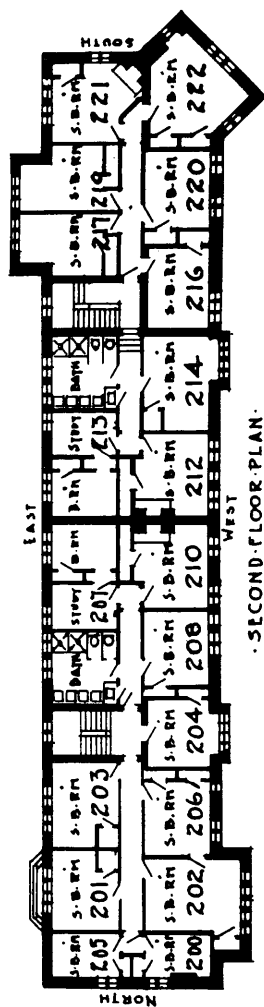 EAST
NORTH
SOUTH
S.B.RM
205
S.B.RM
201
S.B.RM
203
BATH
STUDY
207
B.RM
B.RM
STUDY
213
BATH
S.B.RM
217
S.B.RM
219
S.B.RM
221
S.B.RM
200
S.B.RM
202
S.B.RM
206
S.B.RM
204
S.B.RM
208
S.B.RM
210
S.B.RM
212
S.B.RM
214
S.B.RM
216
S.B.RM
220
S.B.RM
222
WEST
·SECOND·FLOOR·PLAN·